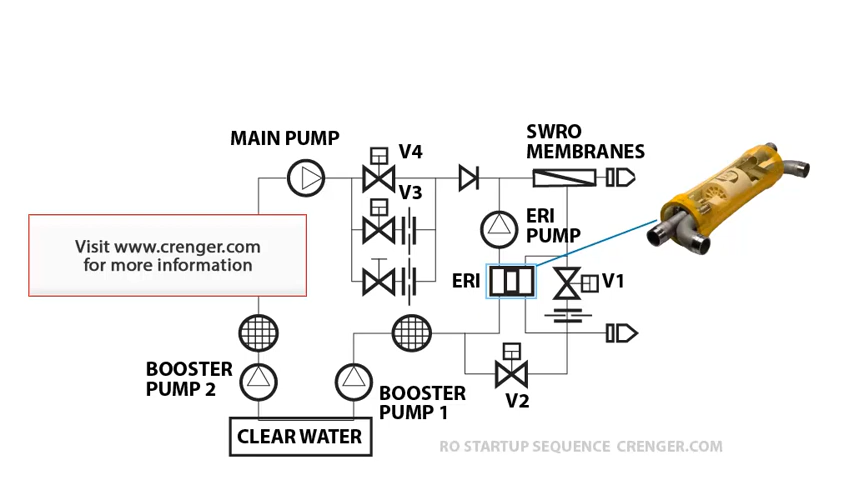 MAIN PUMP
V4
V3
SWRO
MEMBRANES
Visit www.crenger.com
for more information
ERI
PUMP
ERI
V1
BOOSTER
PUMP 2
BOOSTER
PUMP 1
V2
CLEAR WATER
RO STARTUP SEQUENCE CRENGER.COM